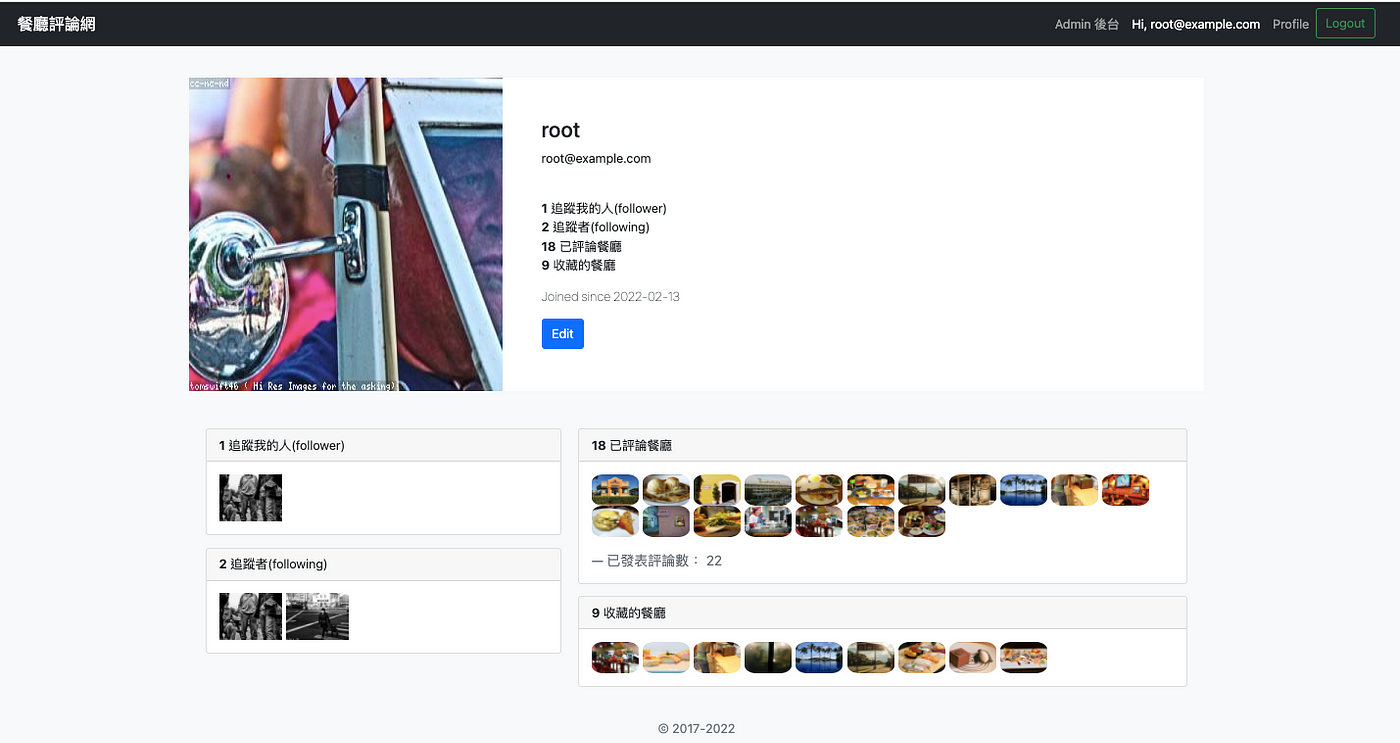 餐廳評論網
Admin 後台 Hi, root@example.com Profile Logout
cc-nc-nd
tomswift46 ( Hi Res Images for the asking)
root
root@example.com
1 追蹤我的人(follower)
2 追蹤者(following)
18 已評論餐廳
9 收藏的餐廳
Joined since 2022-02-13
Edit
1 追蹤我的人(follower)
2 追蹤者(following)
18 已評論餐廳
— 已發表評論數： 22
9 收藏的餐廳
© 2017-2022